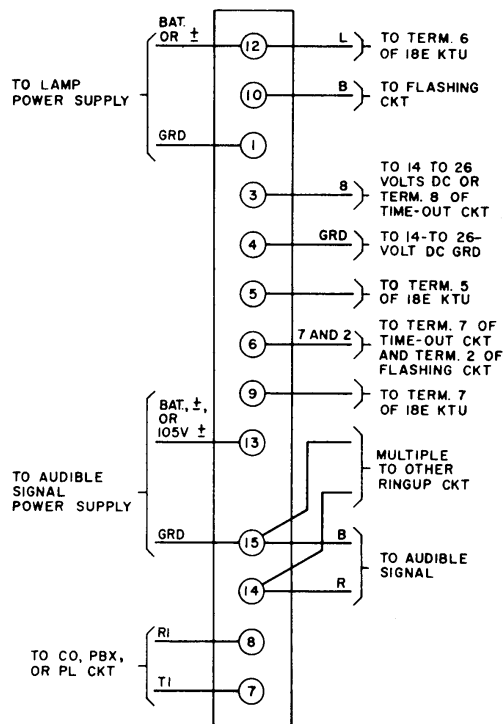 BAT.
OR ±
12
L
TO TERM. 6
OF 18E KTU
TO LAMP
POWER SUPPLY
10
B
TO FLASHING
CKT
GRD
1
3
8
TO 14 TO 26
VOLTS DC OR
TERM. 8 OF
TIME-OUT CKT
4
GRD
TO 14-TO 26-
VOLT DC GRD
5
TO TERM. 5
OF 18E KTU
6
7 AND 2
TO TERM. 7 OF
TIME-OUT CKT
AND TERM. 2 OF
FLASHING CKT
9
TO TERM. 7
OF 18E KTU
BAT., ±,
OR
105V ±
13
MULTIPLE
TO OTHER
RINGUP CKT
TO AUDIBLE
SIGNAL
POWER SUPPLY
GRD
15
B
TO AUDIBLE
SIGNAL
14
R
TO CO, PBX,
OR PL CKT
R1
8
T1
7